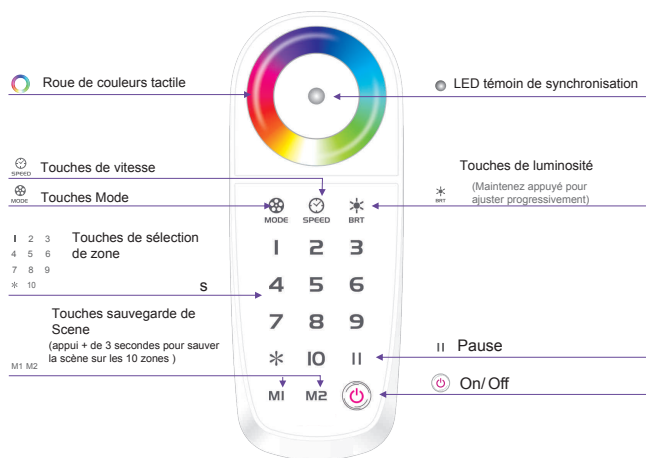 Roue de couleurs tactile
LED témoin de synchronisation
SPEED Touches de vitesse
MODE Touches Mode
Touches de luminosité
BRT (Maintenez appuyé pour
ajuster progressivement)
MODE SPEED BRT
1 2 3
4 5 6
7 8 9
* 10
Touches de sélection
de zone
s
1 2 3
4 5 6
7 8 9
* 10 II
M1 M2
Touches sauvegarde de
Scene
(appui + de 3 secondes pour sauver
la scène sur les 10 zones )
M1 M2
II Pause
On/ Off